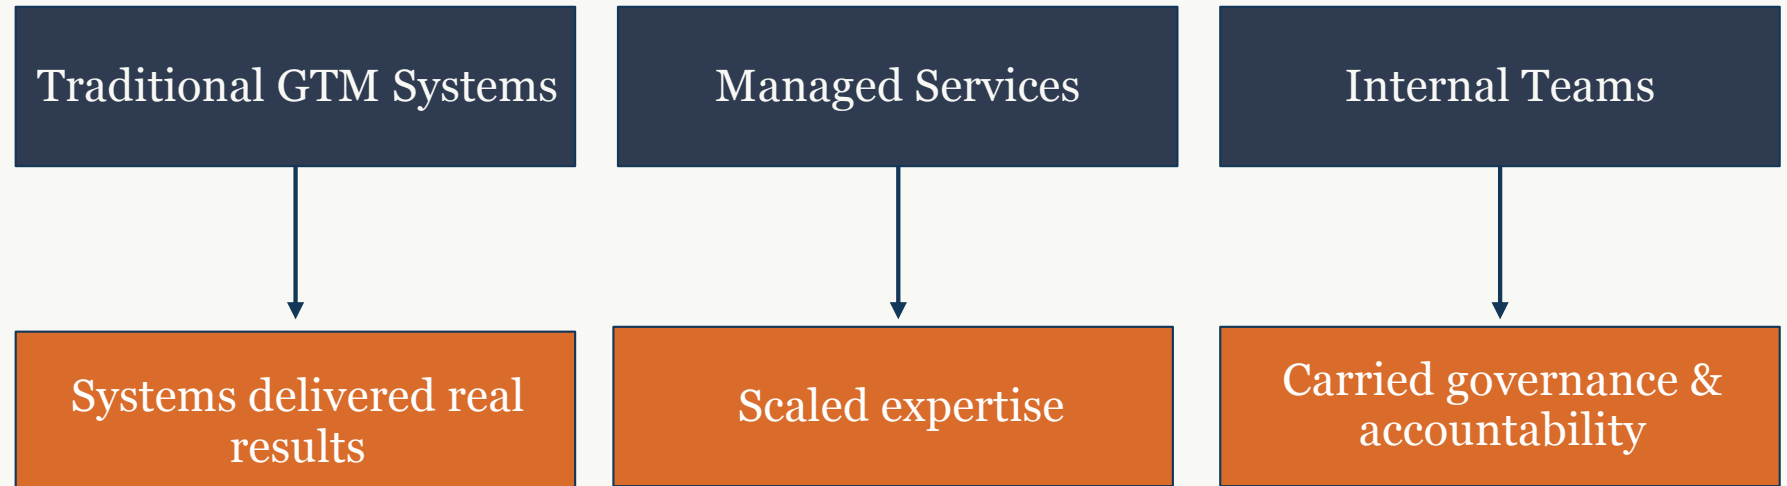 Traditional GTM Systems
Managed Services
Internal Teams
Systems delivered real
results
Scaled expertise
Carried governance &
accountability